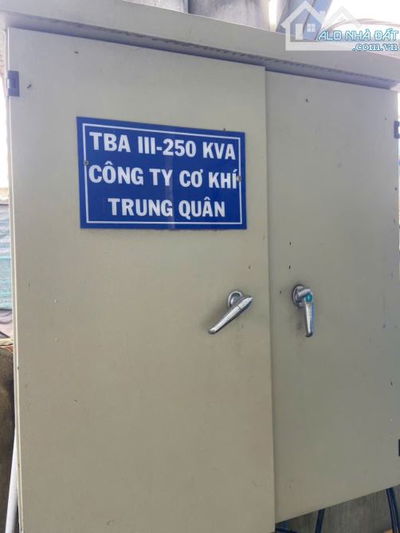 ALO NHÀ ĐẤT
.com.vn
TBA III-250 KVA
CÔNG TY CƠ KHÍ
TRUNG QUÂN